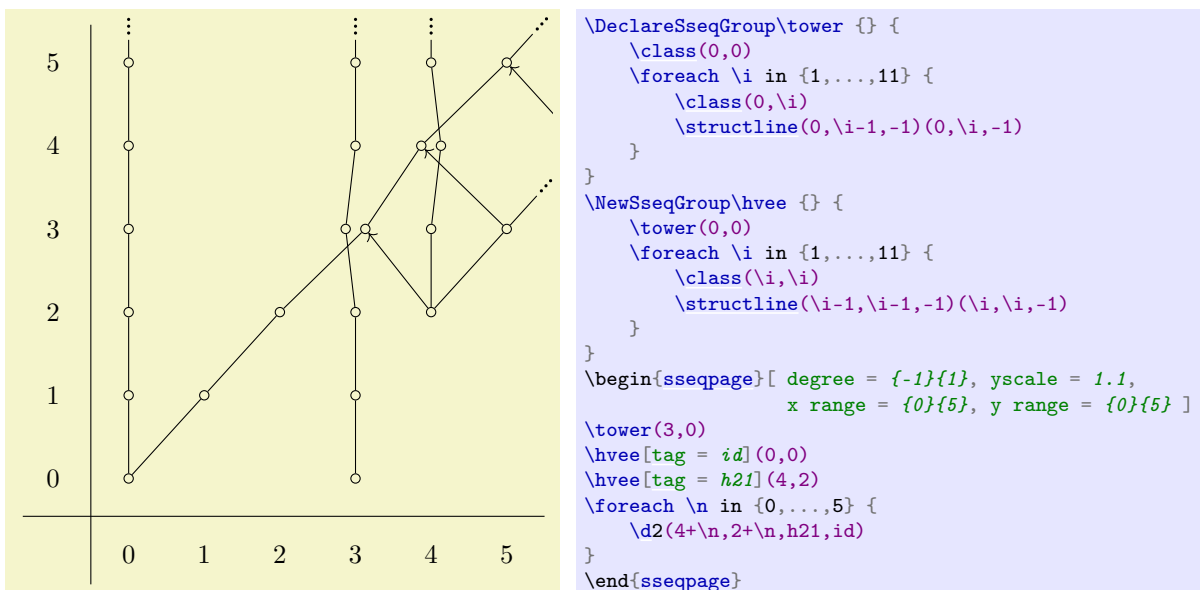 5
4
3
2
1
0
0 1 2 3 4 5
\DeclareSseqGroup\tower {} {
    \class(0,0)
    \foreach \i in {1,...,11} {
        \class(0,\i)
        \structline(0,\i-1,-1)(0,\i,-1)
    }
}
\NewSseqGroup\hvee {} {
    \tower(0,0)
    \foreach \i in {1,...,11} {
        \class(\i,\i)
        \structline(\i-1,\i-1,-1)(\i,\i,-1)
    }
}
\begin{sseqpage}[ degree = {-1}{1}, yscale = 1.1,
                  x range = {0}{5}, y range = {0}{5} ]
\tower(3,0)
\hvee[tag = id](0,0)
\hvee[tag = h21](4,2)
\foreach \n in {0,...,5} {
    \d2(4+\n,2+\n,h21,id)
}
\end{sseqpage}